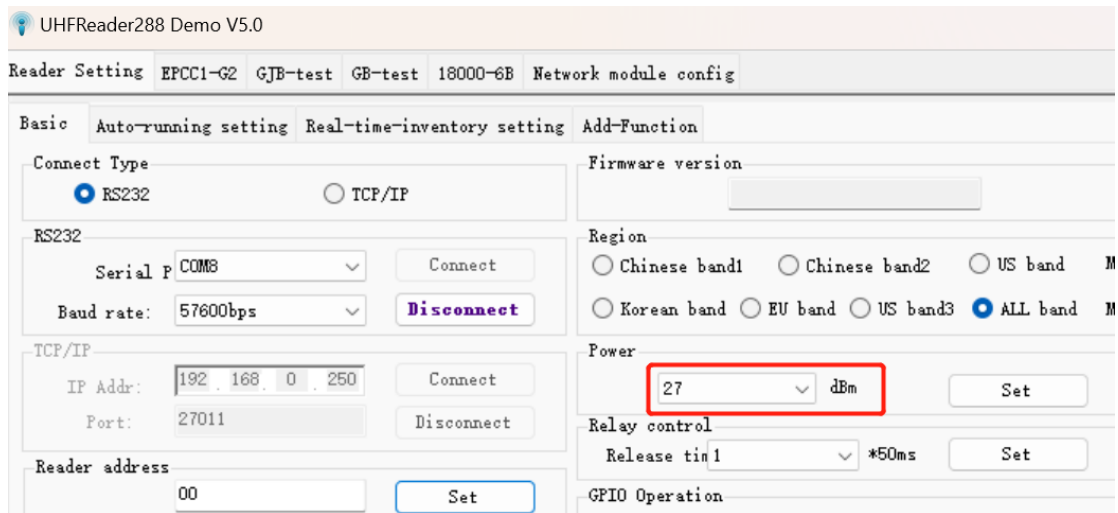 UHFReader288 Demo V5.0
Reader Setting EPCC1-G2 GJB-test GB-test 18000-6B Network module config
Basic Auto-running setting Real-time-inventory setting Add-Function
Connect Type
RS232 TCP/IP
RS232
Serial P COM8 Connect
Baud rate: 57600bps Disconnect
TCP/IP
IP Addr: 192 . 168 . 0 . 250 Connect
Port: 27011 Disconnect
Reader address
00 Set
Firmware version
Region
Chinese band1 Chinese band2 US band M
Korean band EU band US band3 ALL band M
Power
27 dBm Set
Relay control
Release tim 1 *50ms Set
GPIO Operation